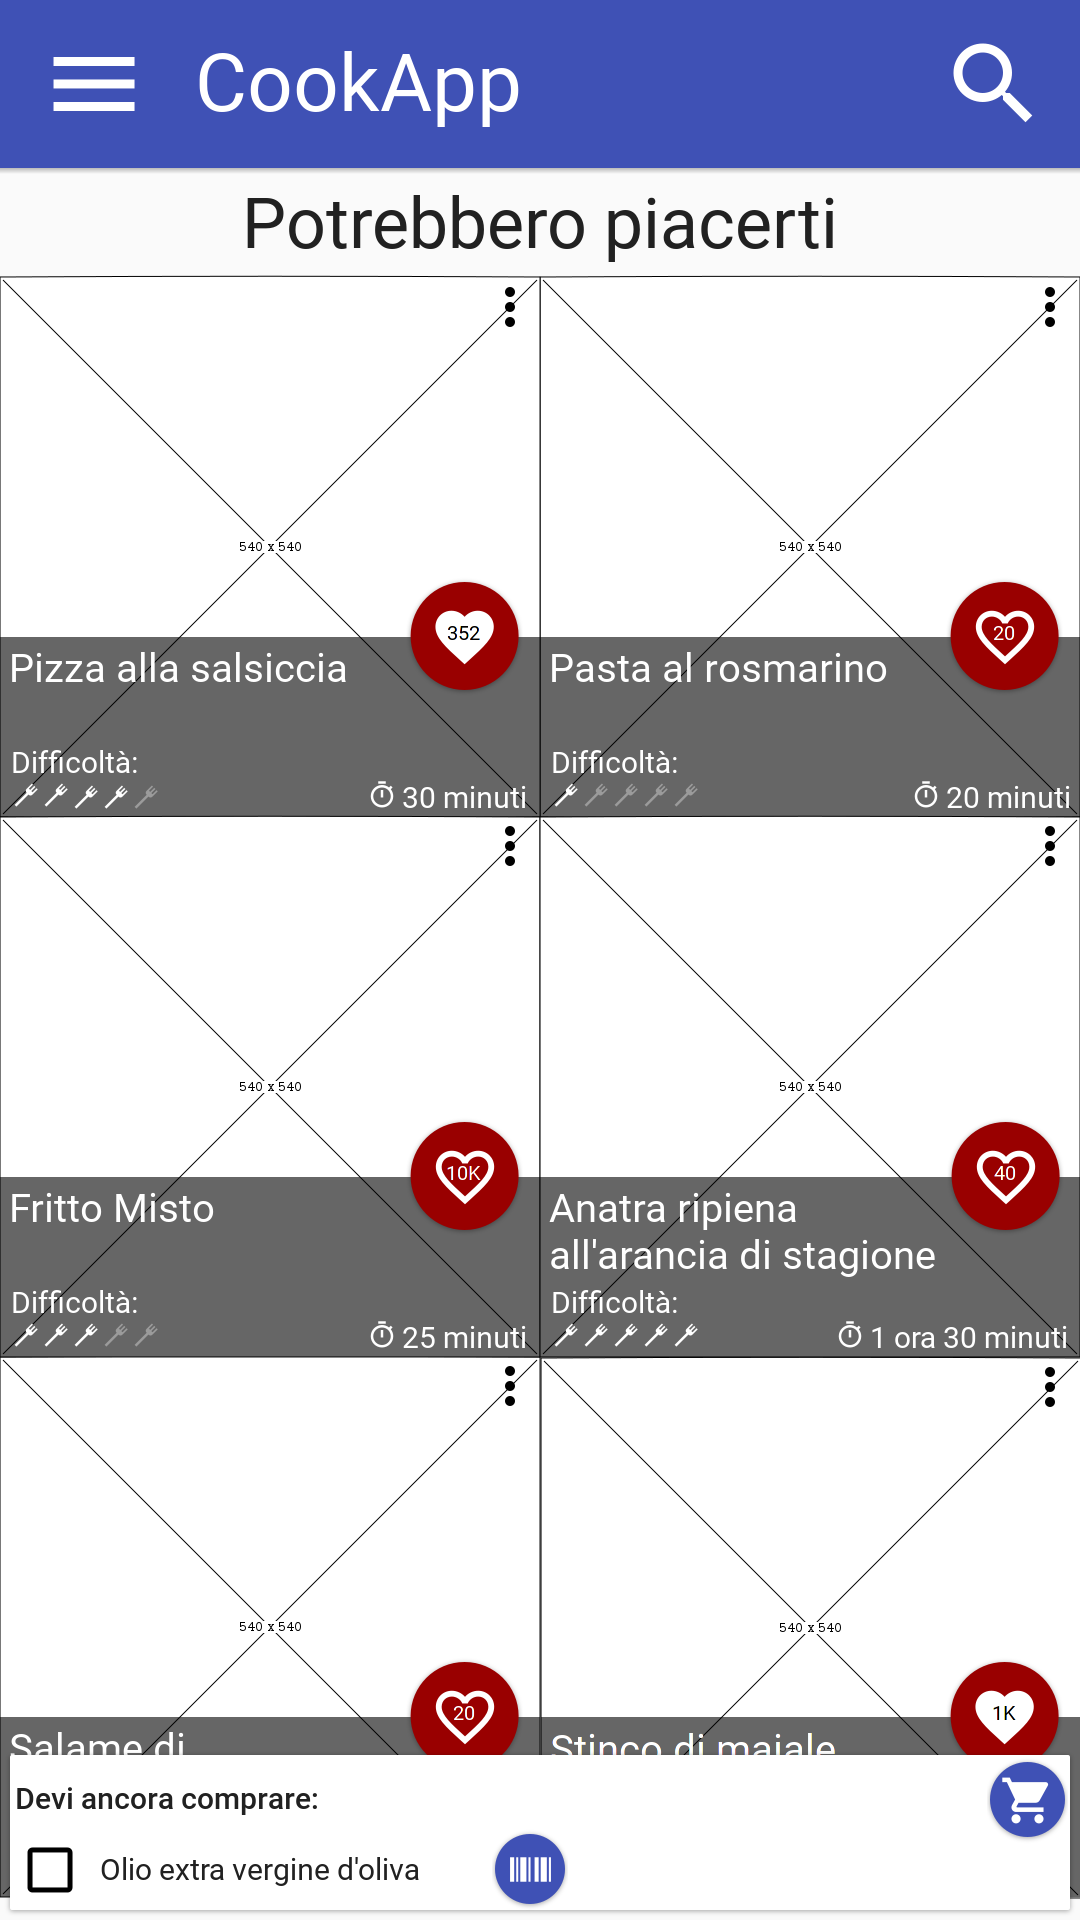 CookApp
Potrebbero piacerti
540 x 540
540 x 540
352
20
Pizza alla salsiccia
Pasta al rosmarino
Difficoltà:
Difficoltà:
30 minuti
20 minuti
540 x 540
540 x 540
10K
40
Fritto Misto
Anatra ripiena
all'arancia di stagione
Difficoltà:
Difficoltà:
25 minuti
1 ora 30 minuti
540 x 540
540 x 540
20
1K
Salame di
Stinco di maiale
Devi ancora comprare:
Olio extra vergine d'oliva